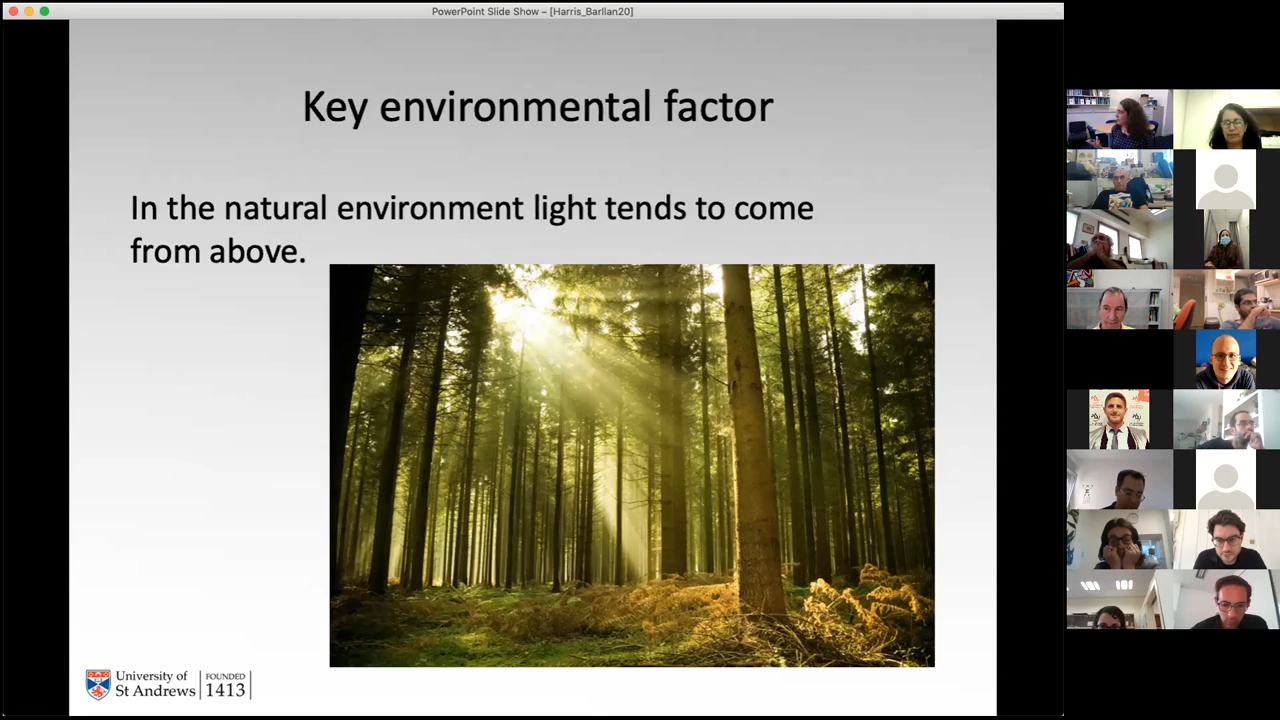 PowerPoint Slide Show – [Harris_BarIlan20]
Key environmental factor
In the natural environment light tends to come
from above.
University of
St Andrews
FOUNDED
1413